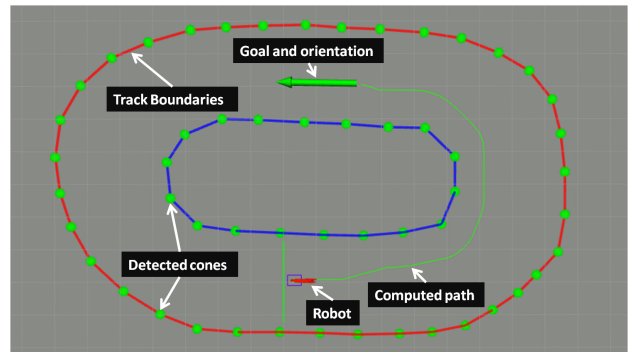 Goal and orientation
Track Boundaries
Detected cones
Computed path
Robot